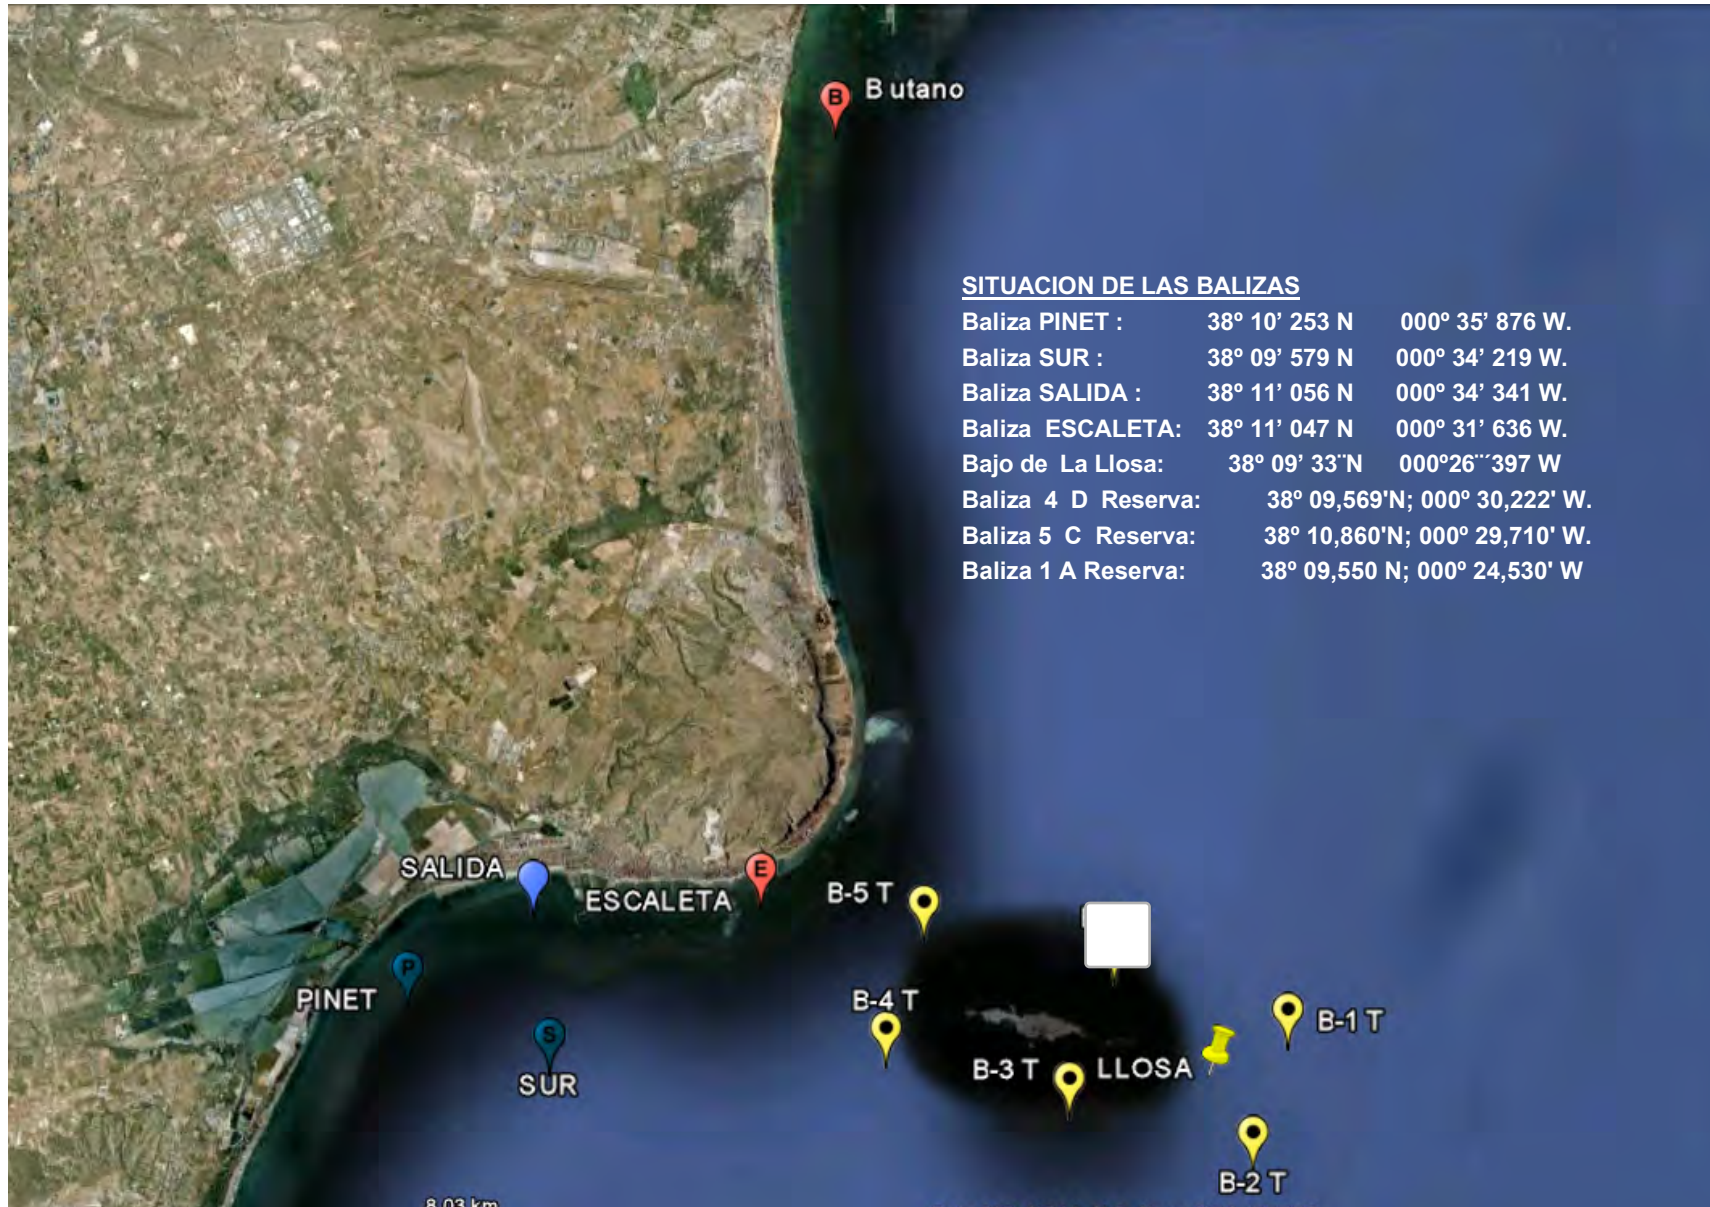 B utano
B
SITUACION DE LAS BALIZAS
Baliza PINET : 38º 10’ 253 N 000º 35’ 876 W.
Baliza SUR : 38º 09’ 579 N 000º 34’ 219 W.
Baliza SALIDA : 38º 11’ 056 N 000º 34’ 341 W.
Baliza ESCALETA: 38º 11’ 047 N 000º 31’ 636 W.
Bajo de La Llosa: 38º 09’ 33¨N 000º26¨´397 W
Baliza 4 D Reserva: 38º 09,569'N; 000º 30,222' W.
Baliza 5 C Reserva: 38º 10,860'N; 000º 29,710' W.
Baliza 1 A Reserva: 38º 09,550 N; 000º 24,530' W
SALIDA
E
ESCALETA
B-5 T
P
PINET
B-4 T
S
SUR
B-1 T
B-3 T
LLOSA
B-2 T
8,03 km